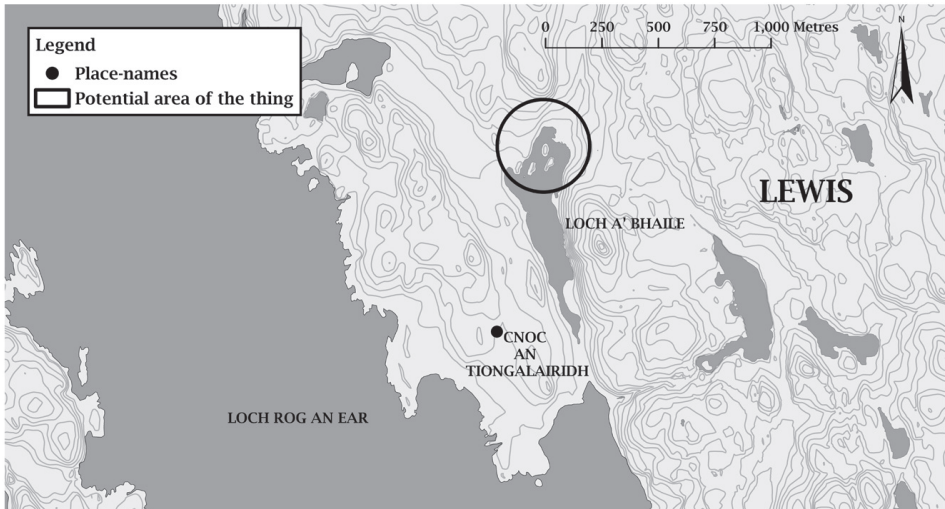 Legend
Place-names
Potential area of the thing
0 250 500 750 1,000 Metres
N
LEWIS
LOCH A' BHAILE
CNOC
AN
TIONGALAIRIDH
LOCH ROG AN EAR